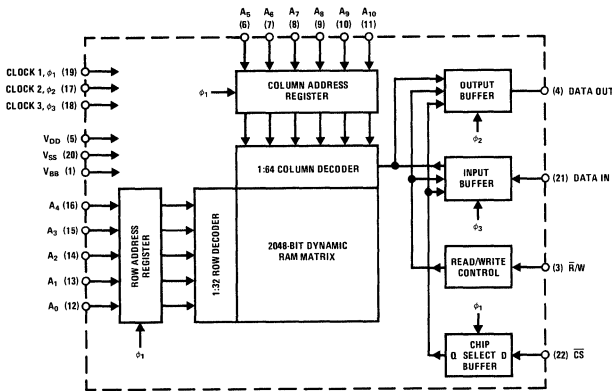 A5 A6 A7 A8 A9 A10
(6) (7) (8) (9) (10) (11)
CLOCK 1, ϕ1 (19)
CLOCK 2, ϕ2 (17)
CLOCK 3, ϕ3 (18)
ϕ1
COLUMN ADDRESS
REGISTER
OUTPUT
BUFFER
(4) DATA OUT
ϕ2
VDD (5)
VSS (20)
VBB (1)
1:64 COLUMN DECODER
INPUT
BUFFER
(21) DATA IN
ϕ3
A4 (16)
A3 (15)
A2 (14)
A1 (13)
A0 (12)
ROW ADDRESS
REGISTER
ϕ1
1:32 ROW DECODER
2048-BIT DYNAMIC
RAM MATRIX
READ/WRITE
CONTROL
(3) R̅/W
ϕ1
CHIP
Q SELECT D
BUFFER
(22) C̅S̅